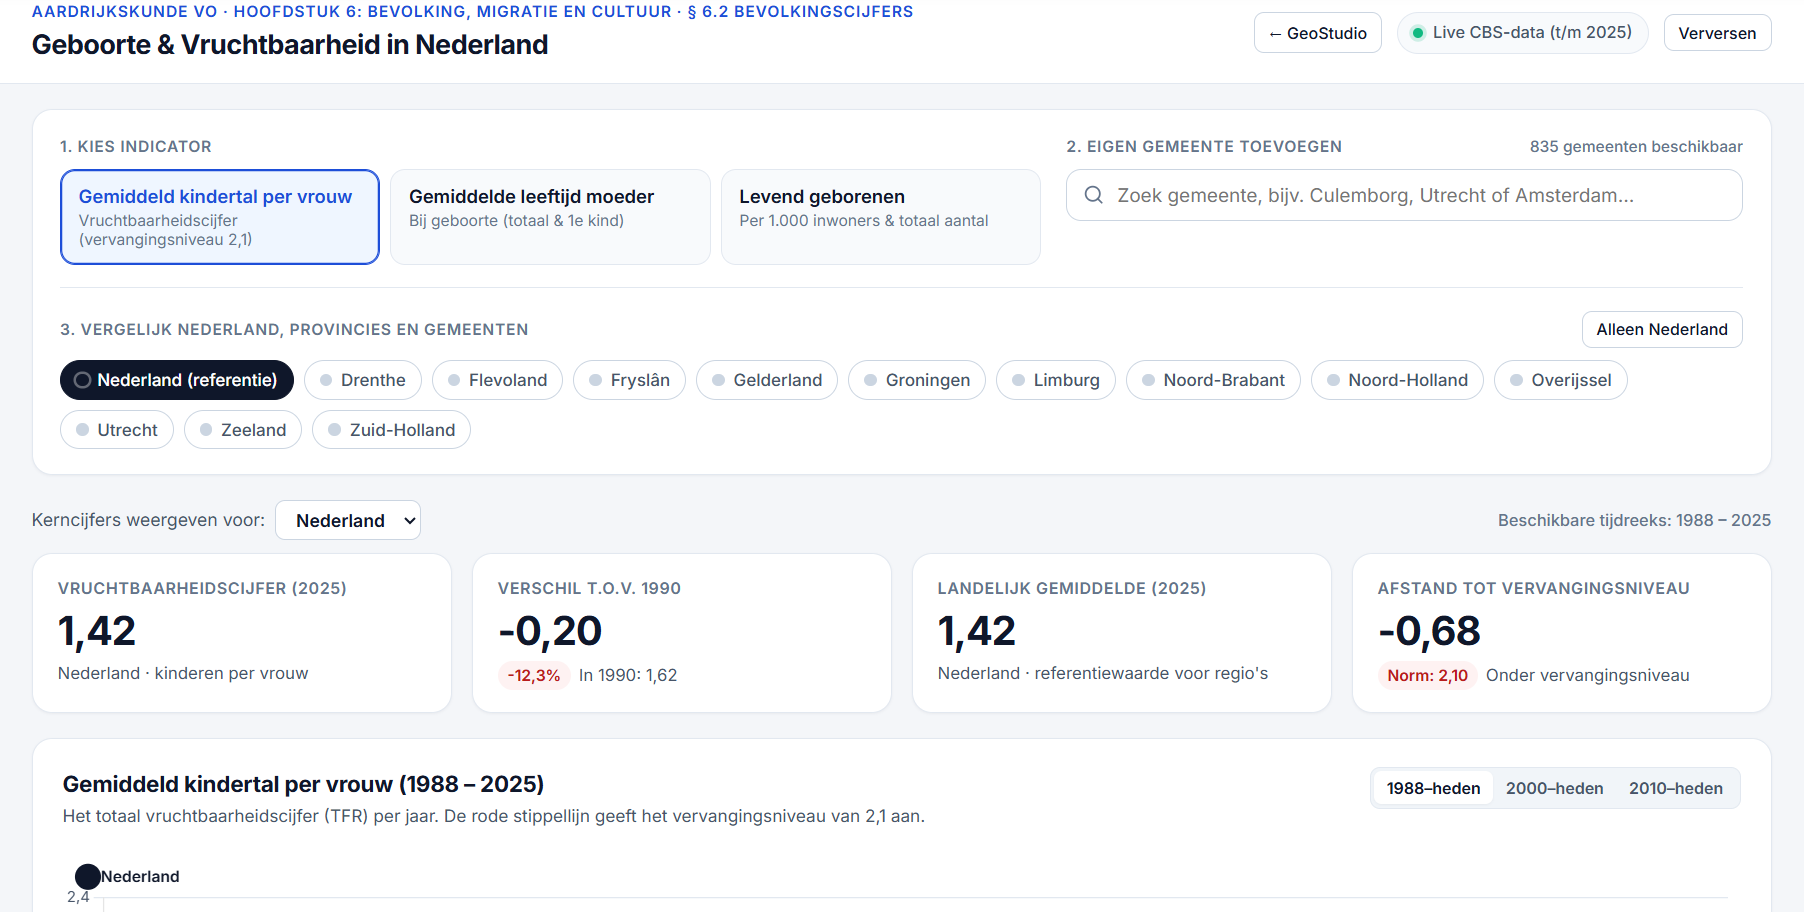 AARDRIJKSKUNDE VO · HOOFDSTUK 6: BEVOLKING, MIGRATIE EN CULTUUR · § 6.2 BEVOLKINGSCIJFERS
Geboorte & Vruchtbaarheid in Nederland
← GeoStudio
Live CBS-data (t/m 2025)
Verversen
1. KIES INDICATOR
Gemiddeld kindertal per vrouw
Vruchtbaarheidscijfer
(vervangingsniveau 2,1)
Gemiddelde leeftijd moeder
Bij geboorte (totaal & 1e kind)
Levend geborenen
Per 1.000 inwoners & totaal aantal
2. EIGEN GEMEENTE TOEVOEGEN
835 gemeenten beschikbaar
Zoek gemeente, bijv. Culemborg, Utrecht of Amsterdam...
3. VERGELIJK NEDERLAND, PROVINCIES EN GEMEENTEN
Alleen Nederland
Nederland (referentie)
Drenthe
Flevoland
Fryslân
Gelderland
Groningen
Limburg
Noord-Brabant
Noord-Holland
Overijssel
Utrecht
Zeeland
Zuid-Holland
Kerncijfers weergeven voor:
Nederland
Beschikbare tijdreeks: 1988 – 2025
VRUCHTBAARHEIDSCIJFER (2025)
1,42
Nederland · kinderen per vrouw
VERSCHIL T.O.V. 1990
-0,20
-12,3% In 1990: 1,62
LANDELIJK GEMIDDELDE (2025)
1,42
Nederland · referentiewaarde voor regio's
AFSTAND TOT VERVANGINGSNIVEAU
-0,68
Norm: 2,10 Onder vervangingsniveau
Gemiddeld kindertal per vrouw (1988 – 2025)
Het totaal vruchtbaarheidscijfer (TFR) per jaar. De rode stippellijn geeft het vervangingsniveau van 2,1 aan.
1988–heden
2000–heden
2010–heden
Nederland
2,4